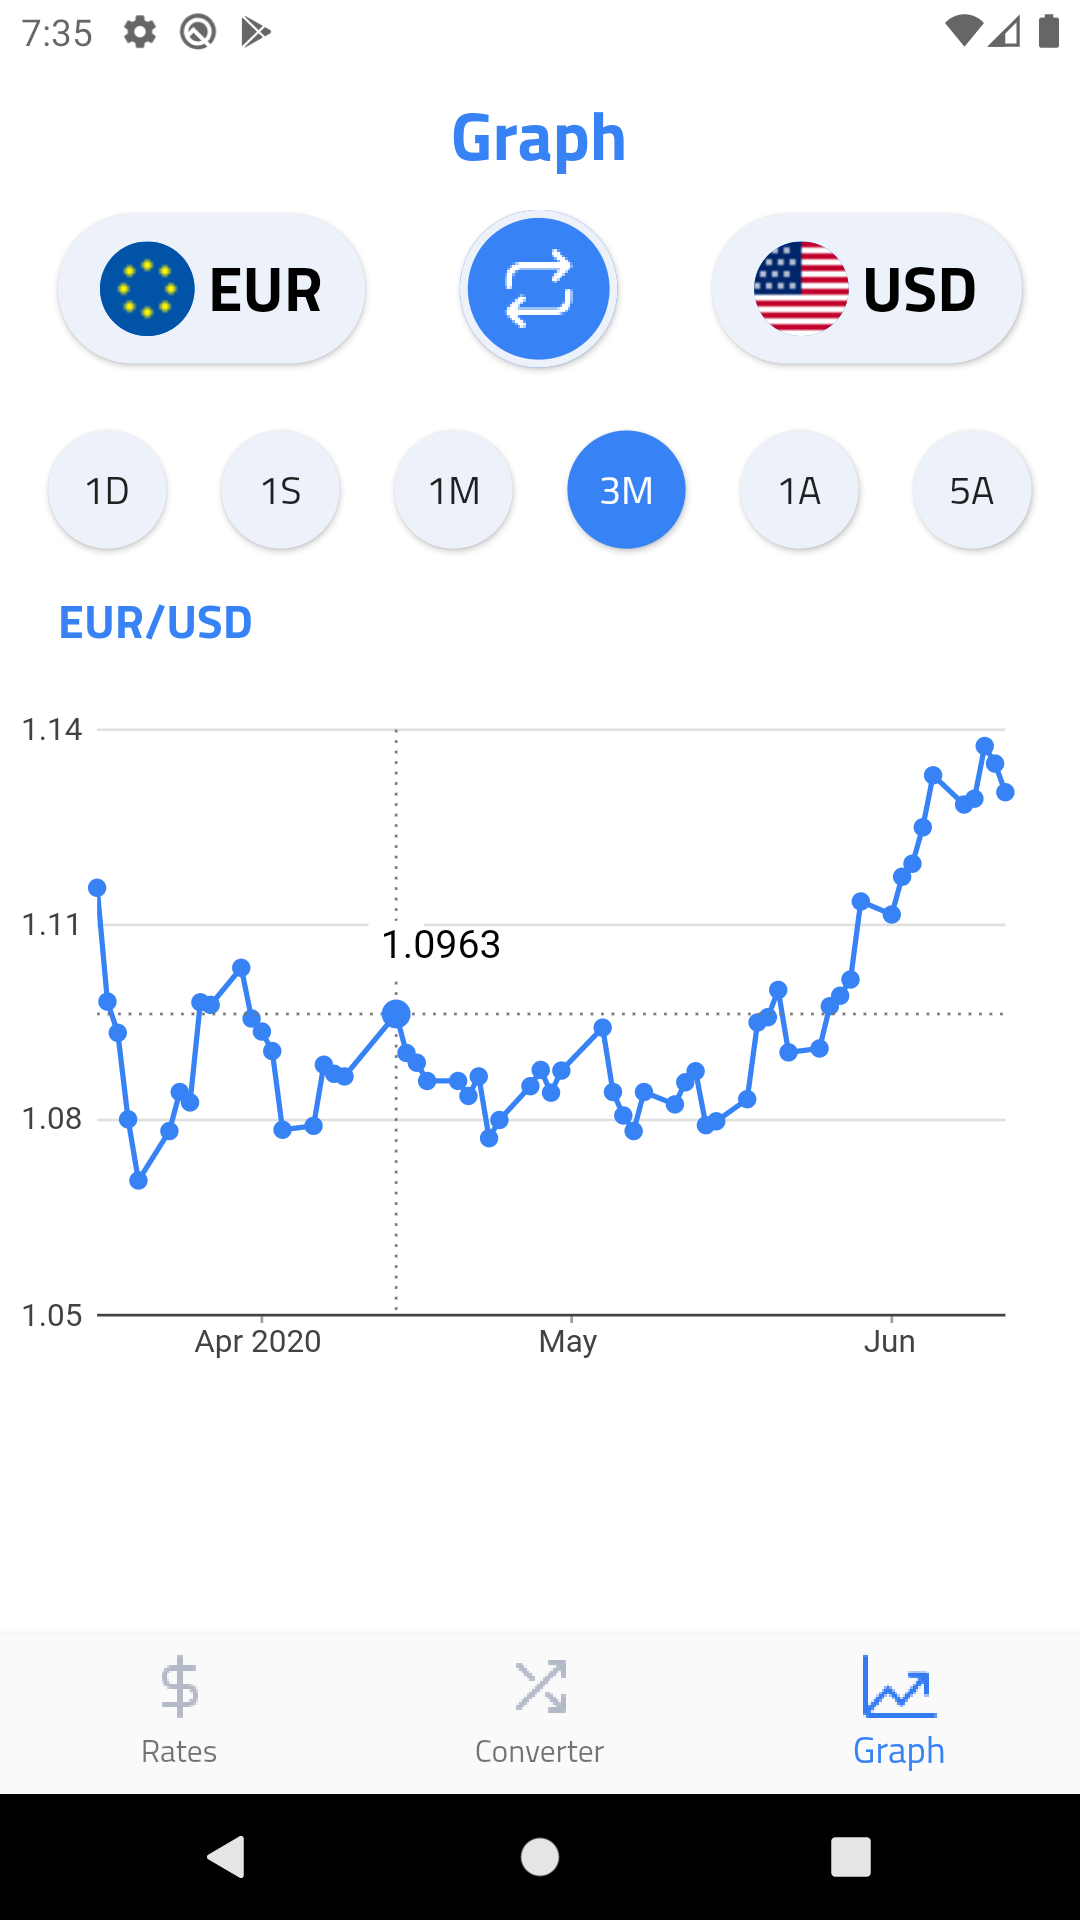 7:35
Graph
EUR
USD
1D 1S 1M 3M 1A 5A
EUR/USD
1.14
1.11
1.0963
1.08
1.05
Apr 2020 May Jun
Rates Converter Graph